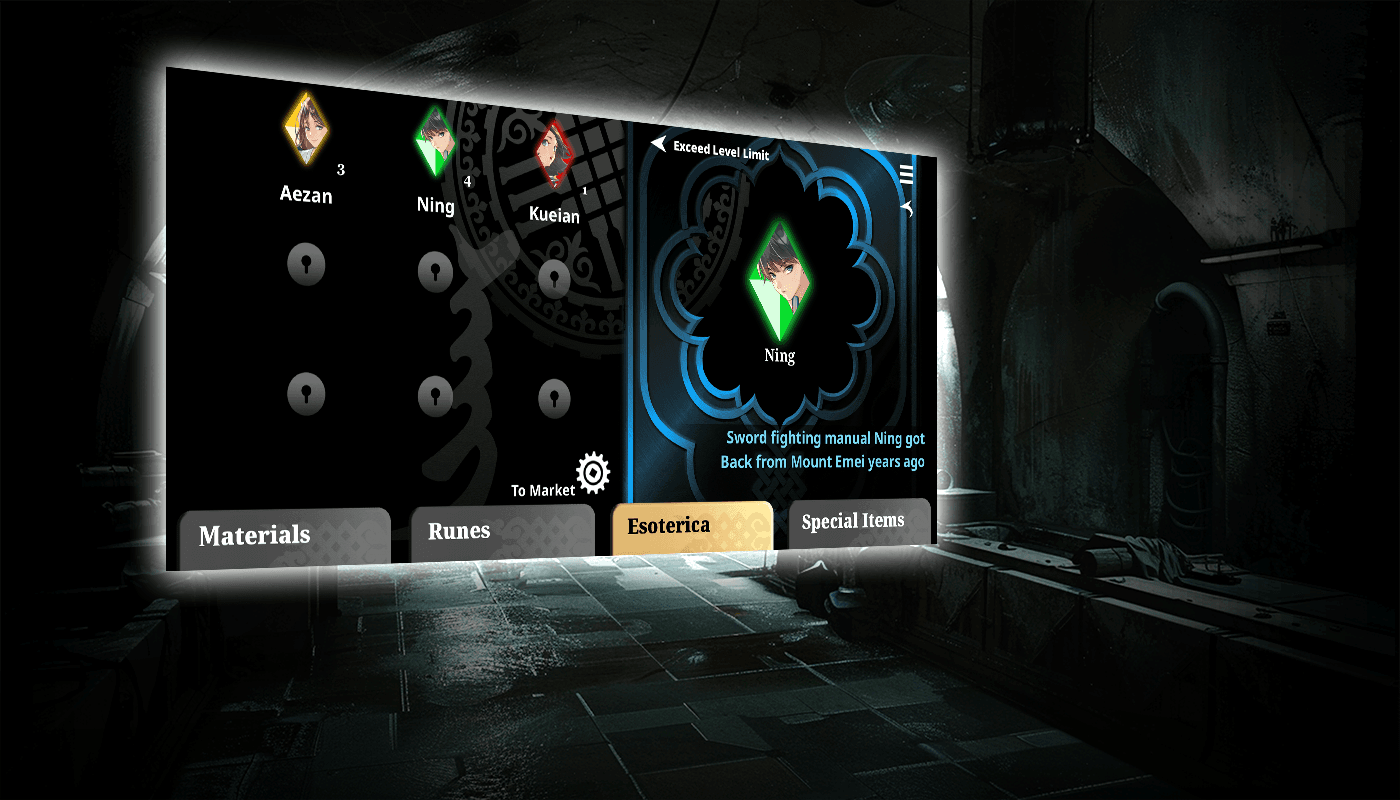 3
4
1
Aezan
Ning
Kueian
Exceed Level Limit
Ning
Sword fighting manual Ning got
Back from Mount Emei years ago
To Market
Materials
Runes
Esoterica
Special Items